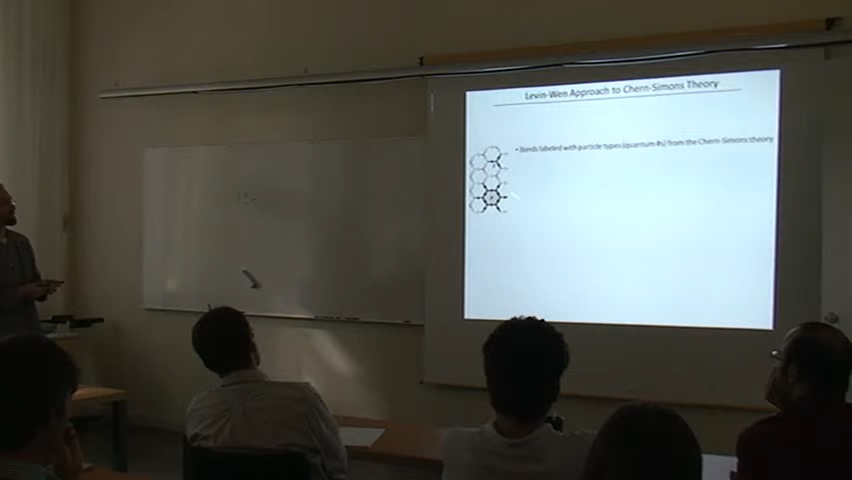 Levin-Wen Approach to Chern-Simons Theory
• Bonds labeled with particle types (quantum #s) from the Chern-Simons theory